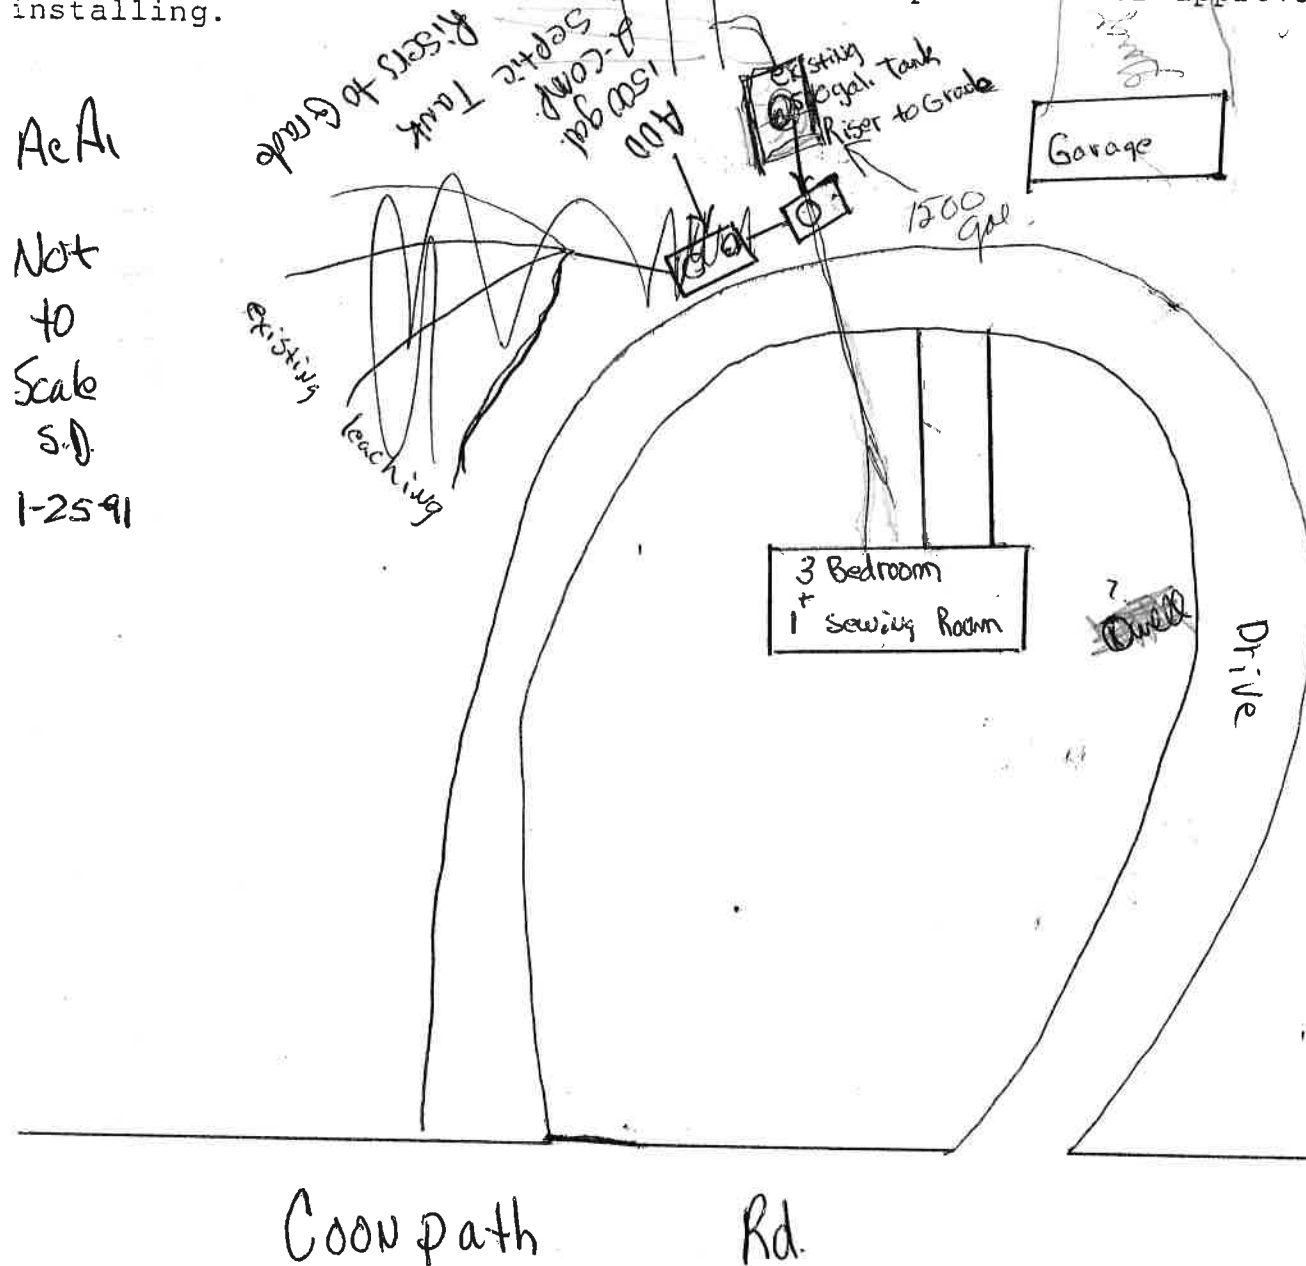 installing.
AcA1
Not
to
Scale
S.D.
1-25-91
Risers to Grade
Tank
Septic
A-comp.
1500 gal.
ADD
existing
gal. Tank
Riser to Grade
1500
gal.
Garage
existing
leaching
3 Bedroom
+
1 Sewing Room
?
well
Drive
Coonpath Rd.